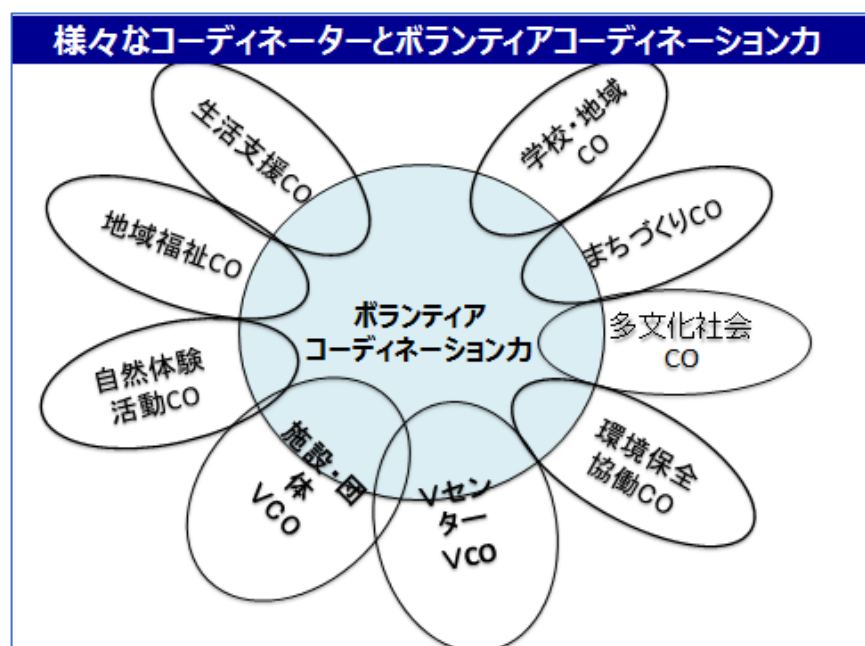 様々なコーディネーターとボランティアコーディネーション力
生活支援CO
地域福祉CO
自然体験
活動CO
施設・団
体
VCO
Vセン
ター
VCO
環境保全
協働CO
多文化社会
CO
まちづくりCO
学校・地域
CO
ボランティア
コーディネーション力